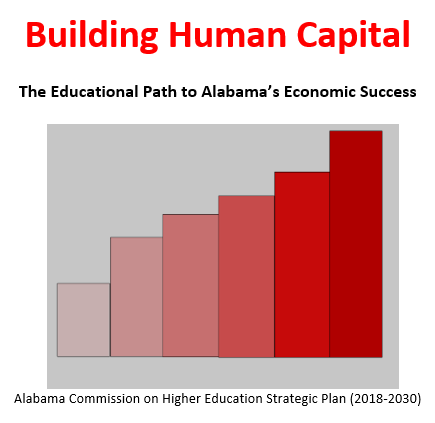 Building Human Capital
The Educational Path to Alabama’s Economic Success
Alabama Commission on Higher Education Strategic Plan (2018-2030)